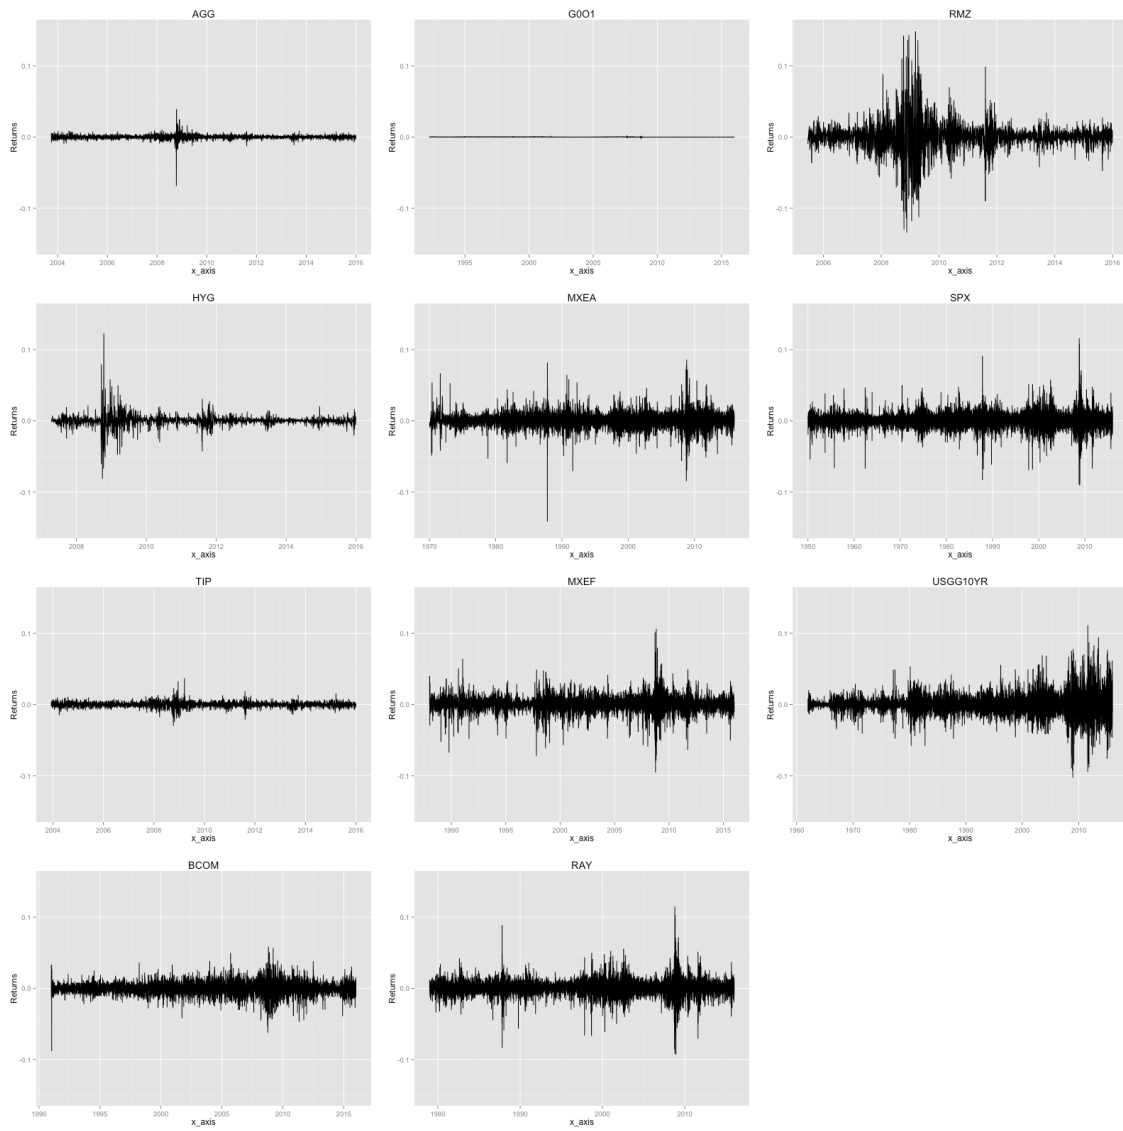 AGG
Returns
0.1
0.0
-0.1
2004 2006 2008 2010 2012 2014 2016
x_axis
G0O1
Returns
0.1
0.0
-0.1
1995 2000 2005 2010 2015
x_axis
RMZ
Returns
0.1
0.0
-0.1
2006 2008 2010 2012 2014 2016
x_axis
HYG
Returns
0.1
0.0
-0.1
2008 2010 2012 2014 2016
x_axis
MXEA
Returns
0.1
0.0
-0.1
1970 1980 1990 2000 2010
x_axis
SPX
Returns
0.1
0.0
-0.1
1950 1960 1970 1980 1990 2000 2010
x_axis
TIP
Returns
0.1
0.0
-0.1
2004 2006 2008 2010 2012 2014 2016
x_axis
MXEF
Returns
0.1
0.0
-0.1
1990 1995 2000 2005 2010 2015
x_axis
USGG10YR
Returns
0.1
0.0
-0.1
1960 1970 1980 1990 2000 2010
x_axis
BCOM
Returns
0.1
0.0
-0.1
1990 1995 2000 2005 2010 2015
x_axis
RAY
Returns
0.1
0.0
-0.1
1980 1990 2000 2010
x_axis